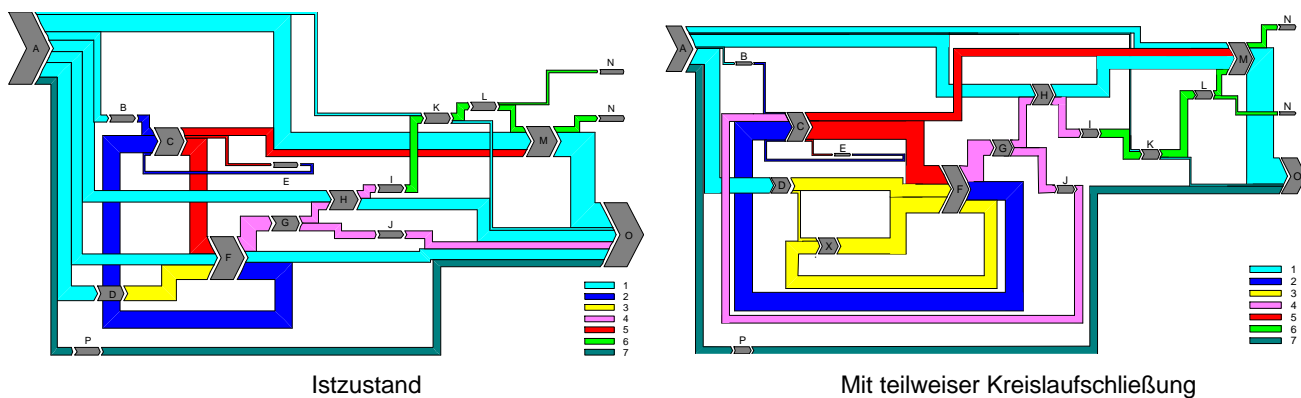 A
B
C
K
L
N
N
M
E
I
H
G
J
O
F
D
P
1
2
3
4
5
6
7
Istzustand
A
B
C
E
D
X
F
G
H
I
J
K
L
M
N
N
O
P
1
2
3
4
5
6
7
Mit teilweiser Kreislaufschließung